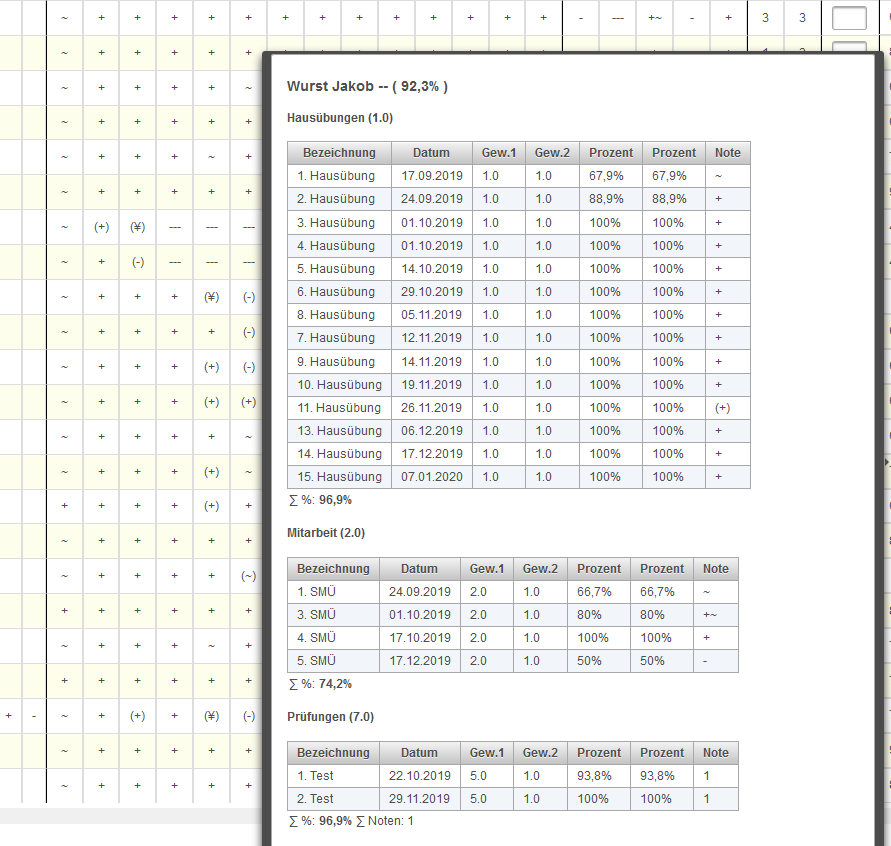 ~ + + + + + + + + + + + + + - --- +~ - + 3 3
~ + + + + +
~ + + + + ~
~ + + + + +
~ + + + ~ +
~ + + + + +
~ (+) (¥) --- --- ---
~ + (-) --- --- ---
~ + + + (¥) (-)
~ + + + + (-)
~ + + + (+) (-)
~ + + + (+) (+)
~ + + + + ~
~ + + + (+) ~
+ + + + (+) +
~ + + + + +
~ + + + + (~)
+ + + + + +
~ + + + ~ +
+ + + + + +
+ - ~ + (+) + (¥) (-)
~ + + + + +
~ + + + + +
Wurst Jakob -- ( 92,3% )
Hausübungen (1.0)
Bezeichnung Datum Gew.1 Gew.2 Prozent Prozent Note
1. Hausübung 17.09.2019 1.0 1.0 67,9% 67,9% ~
2. Hausübung 24.09.2019 1.0 1.0 88,9% 88,9% +
3. Hausübung 01.10.2019 1.0 1.0 100% 100% +
4. Hausübung 01.10.2019 1.0 1.0 100% 100% +
5. Hausübung 14.10.2019 1.0 1.0 100% 100% +
6. Hausübung 29.10.2019 1.0 1.0 100% 100% +
8. Hausübung 05.11.2019 1.0 1.0 100% 100% +
7. Hausübung 12.11.2019 1.0 1.0 100% 100% +
9. Hausübung 14.11.2019 1.0 1.0 100% 100% +
10. Hausübung 19.11.2019 1.0 1.0 100% 100% +
11. Hausübung 26.11.2019 1.0 1.0 100% 100% (+)
13. Hausübung 06.12.2019 1.0 1.0 100% 100% +
14. Hausübung 17.12.2019 1.0 1.0 100% 100% +
15. Hausübung 07.01.2020 1.0 1.0 100% 100% +
∑ %: 96,9%
Mitarbeit (2.0)
Bezeichnung Datum Gew.1 Gew.2 Prozent Prozent Note
1. SMÜ 24.09.2019 2.0 1.0 66,7% 66,7% ~
3. SMÜ 01.10.2019 2.0 1.0 80% 80% +~
4. SMÜ 17.10.2019 2.0 1.0 100% 100% +
5. SMÜ 17.12.2019 2.0 1.0 50% 50% -
∑ %: 74,2%
Prüfungen (7.0)
Bezeichnung Datum Gew.1 Gew.2 Prozent Prozent Note
1. Test 22.10.2019 5.0 1.0 93,8% 93,8% 1
2. Test 29.11.2019 5.0 1.0 100% 100% 1
∑ %: 96,9% ∑ Noten: 1